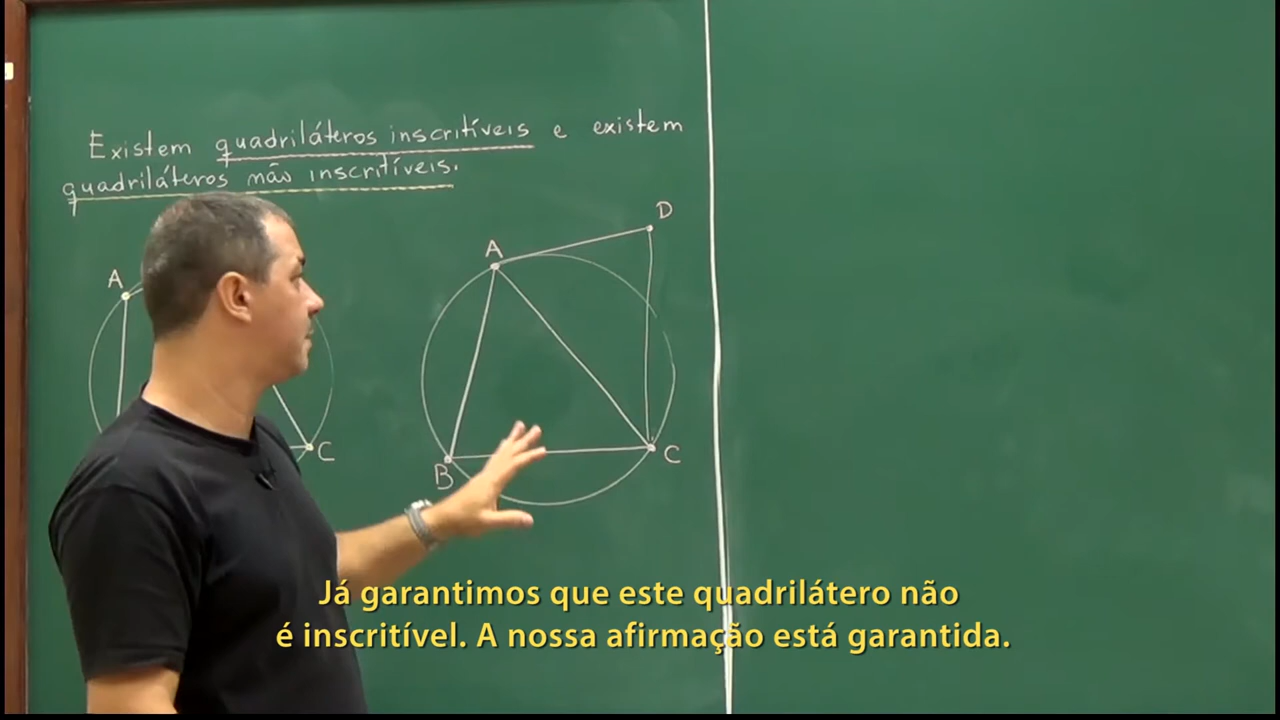 Existem quadriláteros inscritíveis e existem
quadriláteros não inscritíveis.
A
C
A
D
B
C
Já garantimos que este quadrilátero não
é inscritível. A nossa afirmação está garantida.